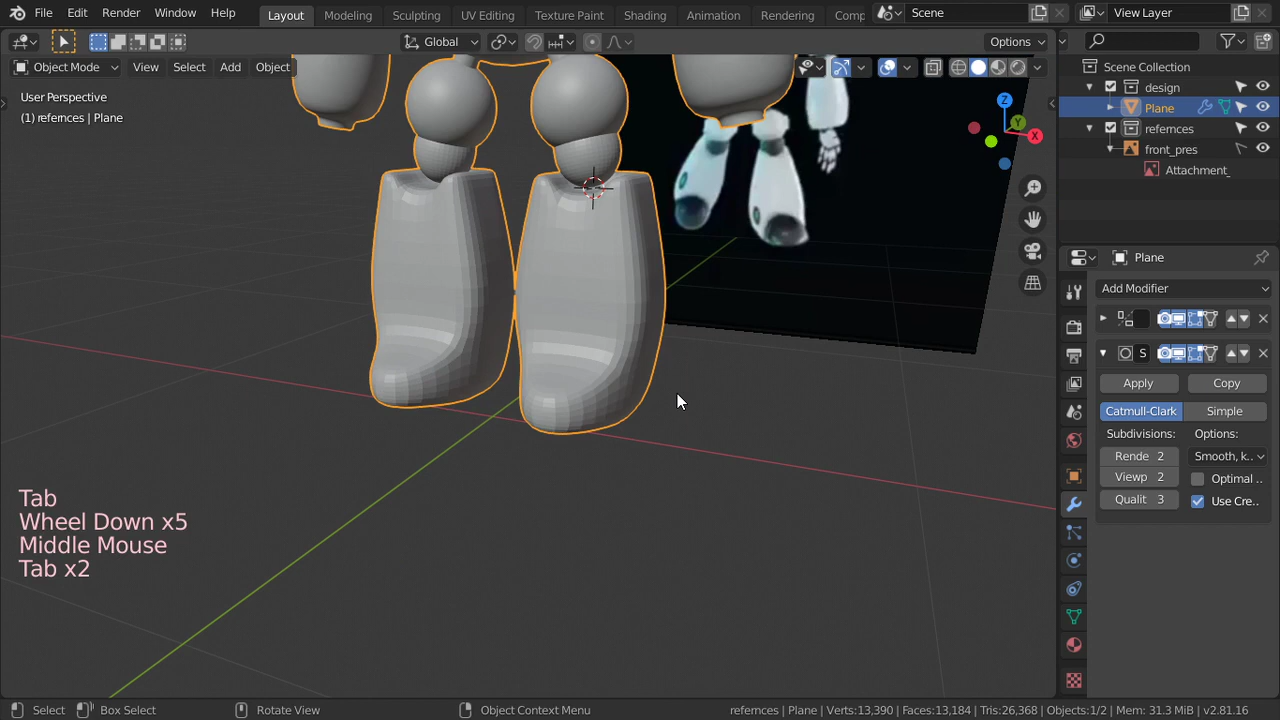 File Edit Render Window Help Layout Modeling Sculpting UV Editing Texture Paint Shading Animation Rendering Comp Scene View Layer
Global Options
Object Mode View Select Add Object
User Perspective
(1) refernces | Plane
Z
Y
X
Scene Collection
design
Plane
refernces
front_pres
Attachment_
Plane
Add Modifier
S
Apply Copy
Catmull-Clark Simple
Subdivisions: Options:
Rende 2 Smooth, k..
Viewp 2 Optimal ..
Qualit 3 Use Cre..
Tab
Wheel Down x5
Middle Mouse
Tab x2
Select Box Select Rotate View Object Context Menu refernces | Plane | Verts:13,390 | Faces:13,184 | Tris:26,368 | Objects:1/2 | Mem: 31.3 MiB | v2.81.16